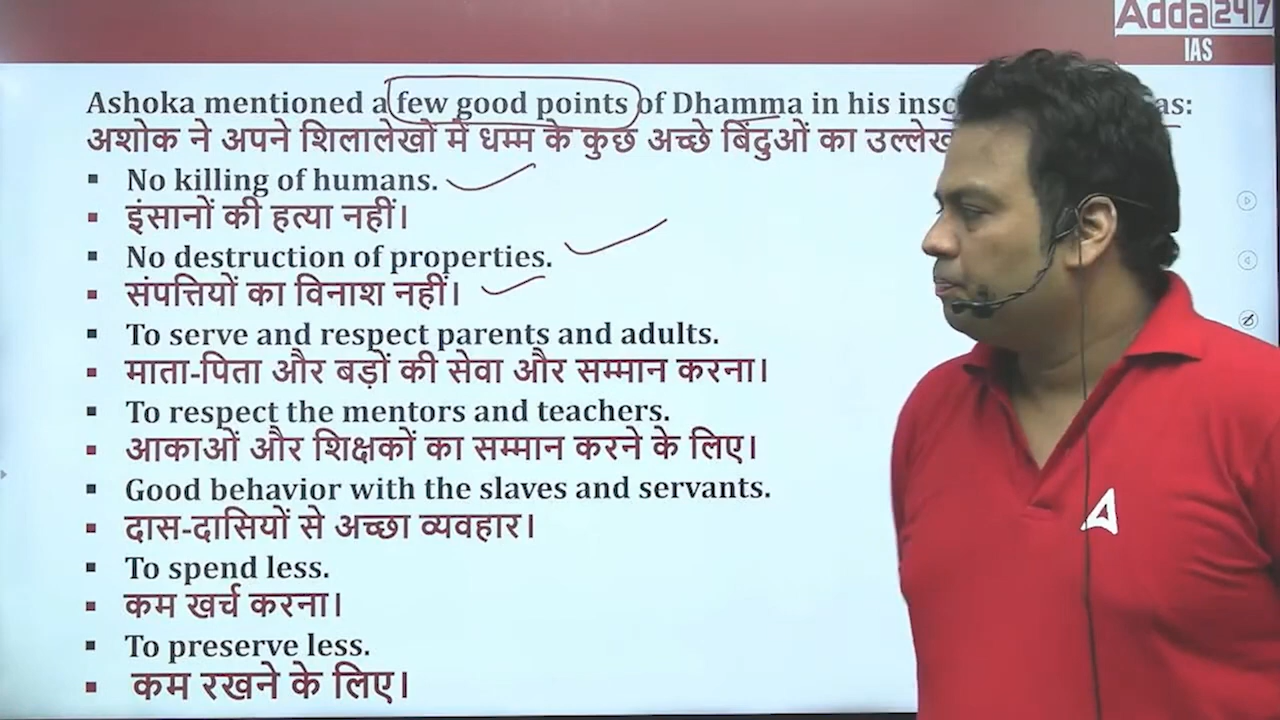 Adda247
IAS
Ashoka mentioned a few good points of Dhamma in his as:
अशोक ने अपने शिलालेखों में धम्म के कुछ अच्छे बिंदुओं का
▪ No killing of humans.
▪ इंसानों की हत्या नहीं।
▪ No destruction of properties.
▪ संपत्तियों का विनाश नहीं।
▪ To serve and respect parents and adults.
▪ माता-पिता और बड़ों की सेवा और सम्मान करना।
▪ To respect the mentors and teachers.
▪ आकाओं और शिक्षकों का सम्मान करने के लिए।
▪ Good behavior with the slaves and servants.
▪ दास-दासियों से अच्छा व्यवहार।
▪ To spend less.
▪ कम खर्च करना।
▪ To preserve less.
▪ कम रखने के लिए।